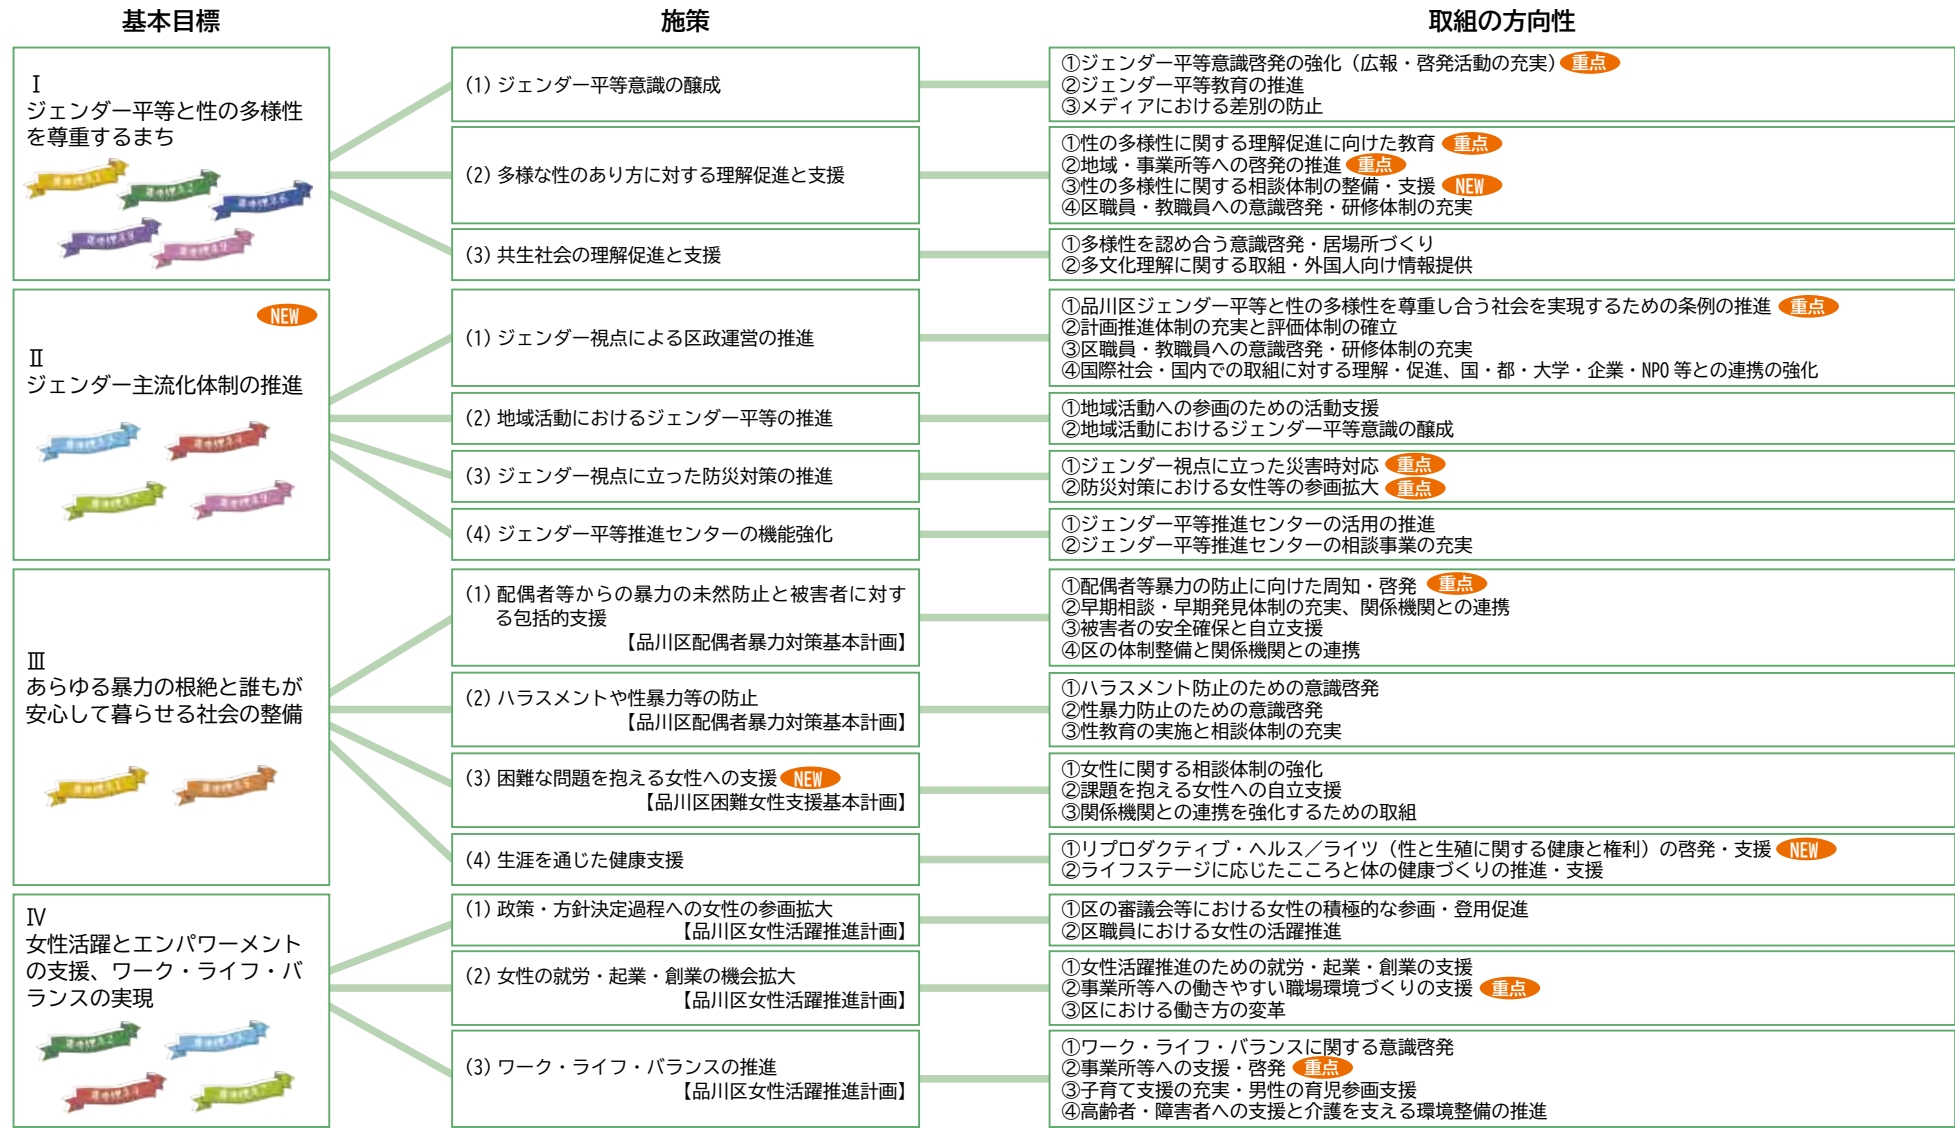 基本目標
施策
取組の方向性
Ⅰ
ジェンダー平等と性の多様性
を尊重するまち
(1) ジェンダー平等意識の醸成
①ジェンダー平等意識啓発の強化（広報・啓発活動の充実） 重点
②ジェンダー平等教育の推進
③メディアにおける差別の防止
(2) 多様な性のあり方に対する理解促進と支援
①性の多様性に関する理解促進に向けた教育 重点
②地域・事業所等への啓発の推進 重点
③性の多様性に関する相談体制の整備・支援 NEW
④区職員・教職員への意識啓発・研修体制の充実
(3) 共生社会の理解促進と支援
①多様性を認め合う意識啓発・居場所づくり
②多文化理解に関する取組・外国人向け情報提供
NEW
Ⅱ
ジェンダー主流化体制の推進
(1) ジェンダー視点による区政運営の推進
①品川区ジェンダー平等と性の多様性を尊重し合う社会を実現するための条例の推進 重点
②計画推進体制の充実と評価体制の確立
③区職員・教職員への意識啓発・研修体制の充実
④国際社会・国内での取組に対する理解・促進、国・都・大学・企業・NPO 等との連携の強化
(2) 地域活動におけるジェンダー平等の推進
①地域活動への参画のための活動支援
②地域活動におけるジェンダー平等意識の醸成
(3) ジェンダー視点に立った防災対策の推進
①ジェンダー視点に立った災害時対応 重点
②防災対策における女性等の参画拡大 重点
(4) ジェンダー平等推進センターの機能強化
①ジェンダー平等推進センターの活用の推進
②ジェンダー平等推進センターの相談事業の充実
Ⅲ
あらゆる暴力の根絶と誰もが
安心して暮らせる社会の整備
(1) 配偶者等からの暴力の未然防止と被害者に対す
る包括的支援
【品川区配偶者暴力対策基本計画】
①配偶者等暴力の防止に向けた周知・啓発 重点
②早期相談・早期発見体制の充実、関係機関との連携
③被害者の安全確保と自立支援
④区の体制整備と関係機関との連携
(2) ハラスメントや性暴力等の防止
【品川区配偶者暴力対策基本計画】
①ハラスメント防止のための意識啓発
②性暴力防止のための意識啓発
③性教育の実施と相談体制の充実
(3) 困難な問題を抱える女性への支援 NEW
【品川区困難女性支援基本計画】
①女性に関する相談体制の強化
②課題を抱える女性への自立支援
③関係機関との連携を強化するための取組
(4) 生涯を通じた健康支援
①リプロダクティブ・ヘルス／ライツ（性と生殖に関する健康と権利）の啓発・支援 NEW
②ライフステージに応じたこころと体の健康づくりの推進・支援
Ⅳ
女性活躍とエンパワーメント
の支援、ワーク・ライフ・バ
ランスの実現
(1) 政策・方針決定過程への女性の参画拡大
【品川区女性活躍推進計画】
①区の審議会等における女性の積極的な参画・登用促進
②区職員における女性の活躍推進
(2) 女性の就労・起業・創業の機会拡大
【品川区女性活躍推進計画】
①女性活躍推進のための就労・起業・創業の支援
②事業所等への働きやすい職場環境づくりの支援 重点
③区における働き方の変革
(3) ワーク・ライフ・バランスの推進
【品川区女性活躍推進計画】
①ワーク・ライフ・バランスに関する意識啓発
②事業所等への支援・啓発 重点
③子育て支援の充実・男性の育児参画支援
④高齢者・障害者への支援と介護を支える環境整備の推進